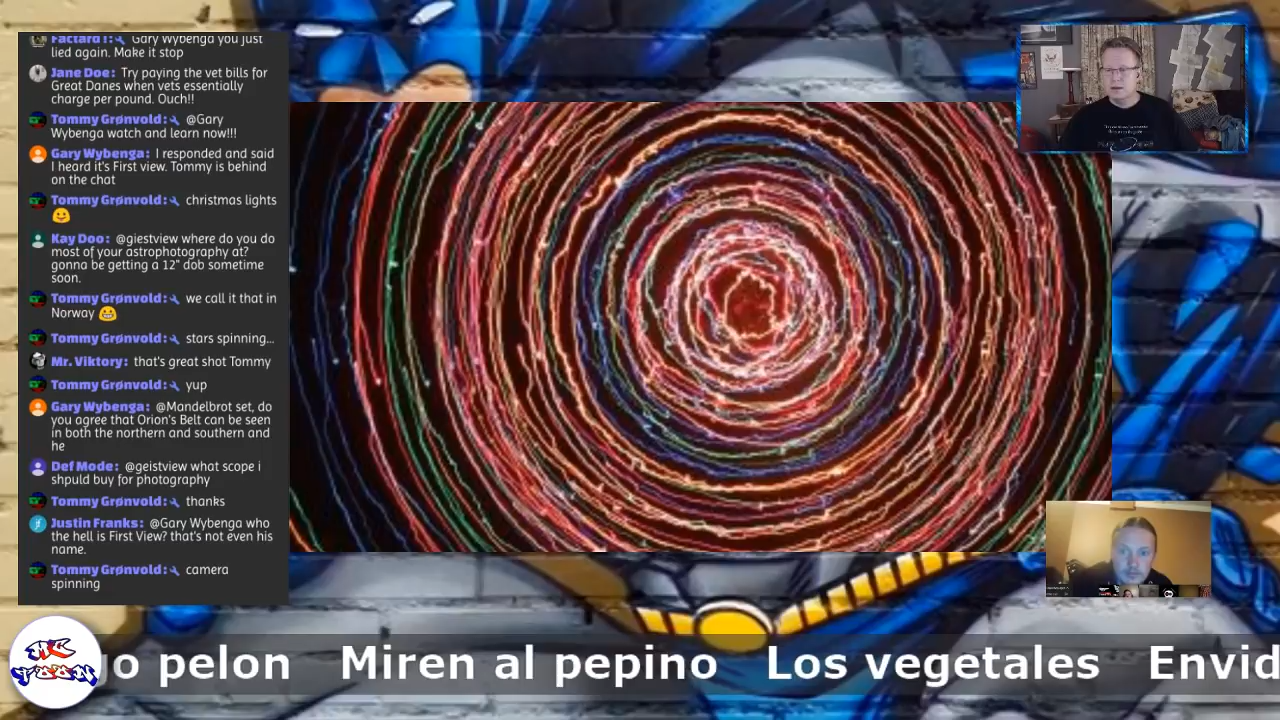 Factard !: Gary Wybenga you just
lied again. Make it stop
Jane Doe: Try paying the vet bills for
Great Danes when vets essentially
charge per pound. Ouch!!
Tommy Grønvold: @Gary
Wybenga watch and learn now!!!
Gary Wybenga: I responded and said
I heard it's First view. Tommy is behind
on the chat
Tommy Grønvold: christmas lights
Kay Doo: @giestview where do you do
most of your astrophotography at?
gonna be getting a 12" dob sometime
soon.
Tommy Grønvold: we call it that in
Norway
Tommy Grønvold: stars spinning...
Mr. Viktory: that's great shot Tommy
Tommy Grønvold: yup
Gary Wybenga: @Mandelbrot set, do
you agree that Orion's Belt can be seen
in both the northern and southern and
he
Def Mode: @geistview what scope i
shpuld buy for photography
Tommy Grønvold: thanks
Justin Franks: @Gary Wybenga who
the hell is First View? that's not even his
name.
Tommy Grønvold: camera
spinning
MC
TOON
go pelon Miren al pepino Los vegetales Envid